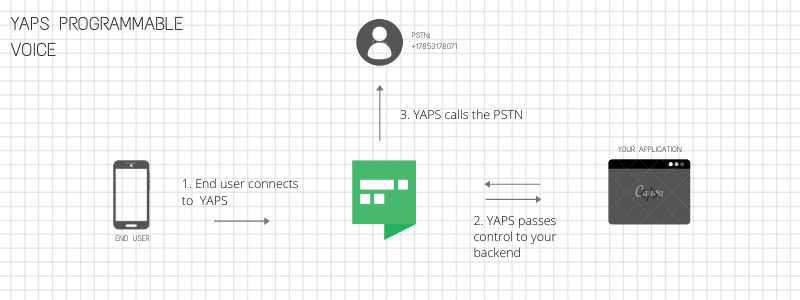 YAPS PROGRAMMABLE
VOICE
PSTN:
+17853178071
3. YAPS calls the PSTN
YOUR APPLICATION
1. End user connects
to YAPS
Canva
2. YAPS passes
control to your
backend
END USER